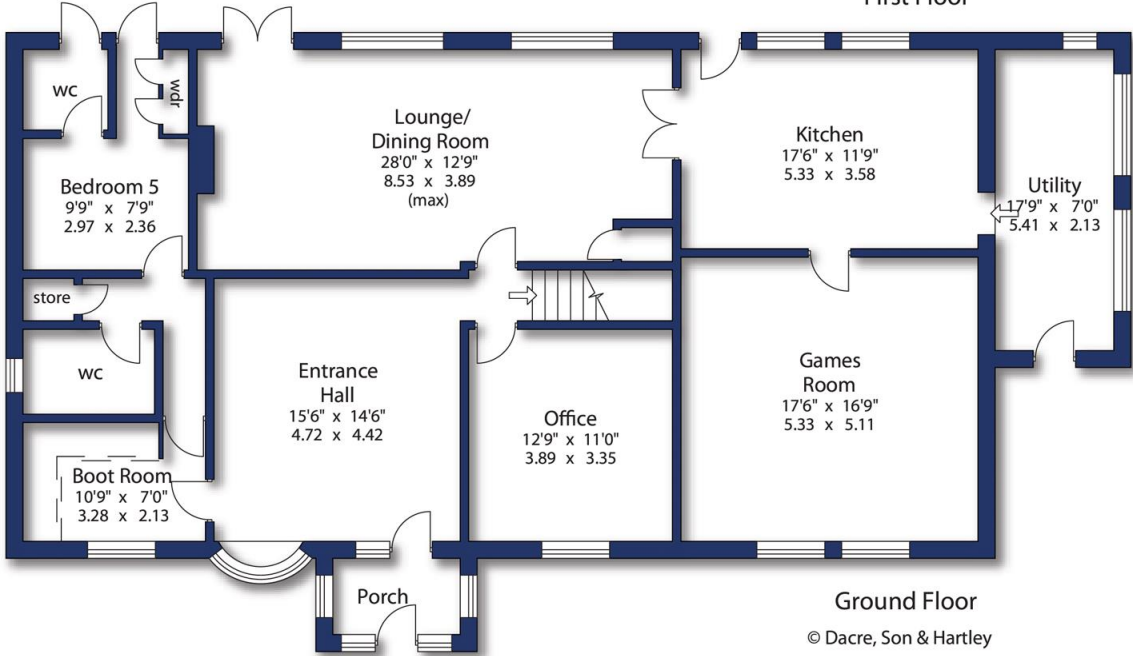 First Floor
wc
wdr
Lounge/
Dining Room
28'0" x 12'9"
8.53 x 3.89
(max)
Kitchen
17'6" x 11'9"
5.33 x 3.58
Bedroom 5
9'9" x 7'9"
2.97 x 2.36
Utility
17'9" x 7'0"
5.41 x 2.13
store
wc
Entrance
Hall
15'6" x 14'6"
4.72 x 4.42
Office
12'9" x 11'0"
3.89 x 3.35
Games
Room
17'6" x 16'9"
5.33 x 5.11
Boot Room
10'9" x 7'0"
3.28 x 2.13
Porch
Ground Floor
© Dacre, Son & Hartley